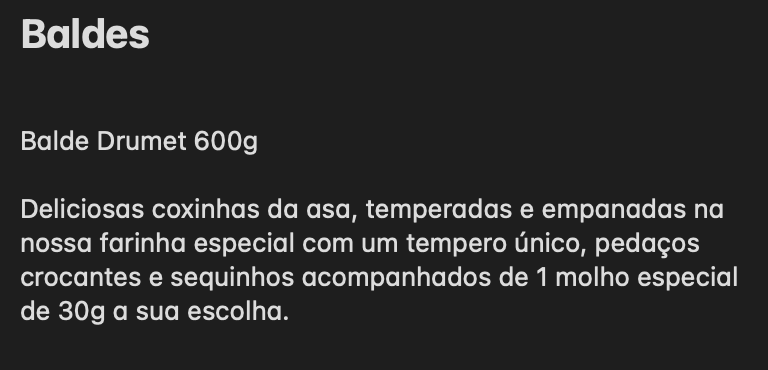 Baldes
Balde Drumet 600g
Deliciosas coxinhas da asa, temperadas e empanadas na
nossa farinha especial com um tempero único, pedaços
crocantes e sequinhos acompanhados de 1 molho especial
de 30g a sua escolha.